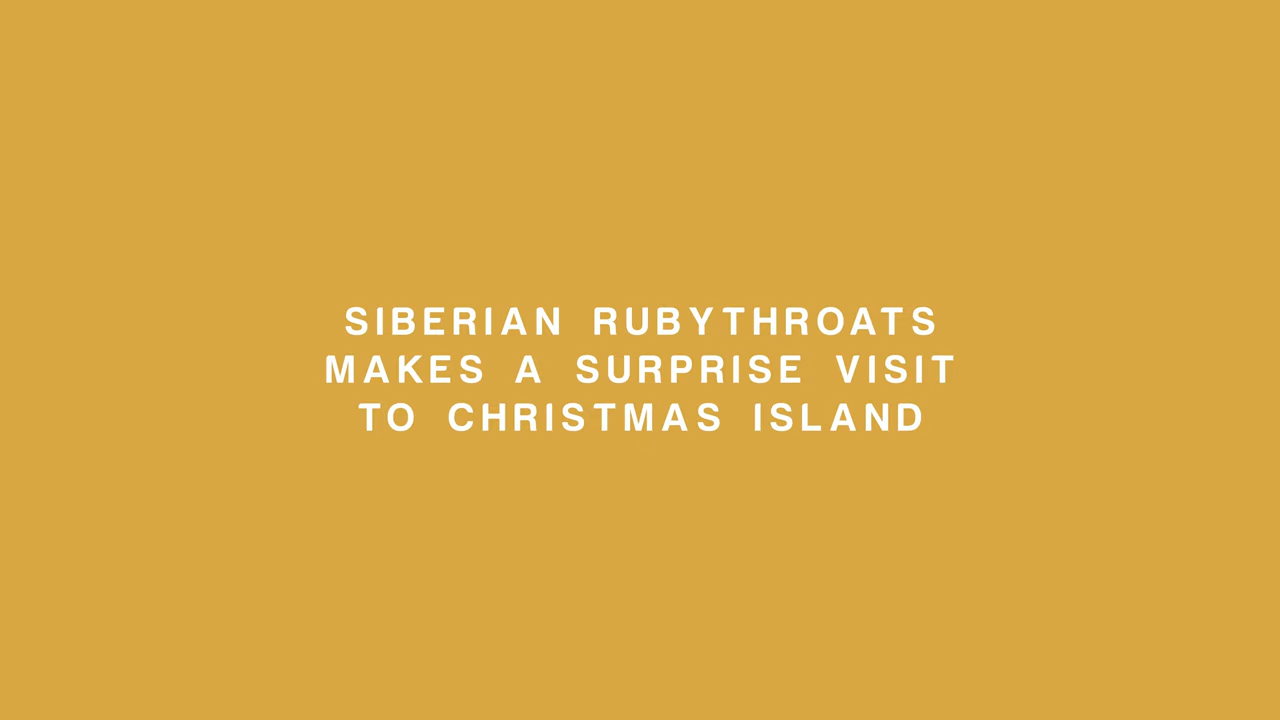 SIBERIAN RUBYTHROATS
MAKES A SURPRISE VISIT
TO CHRISTMAS ISLAND